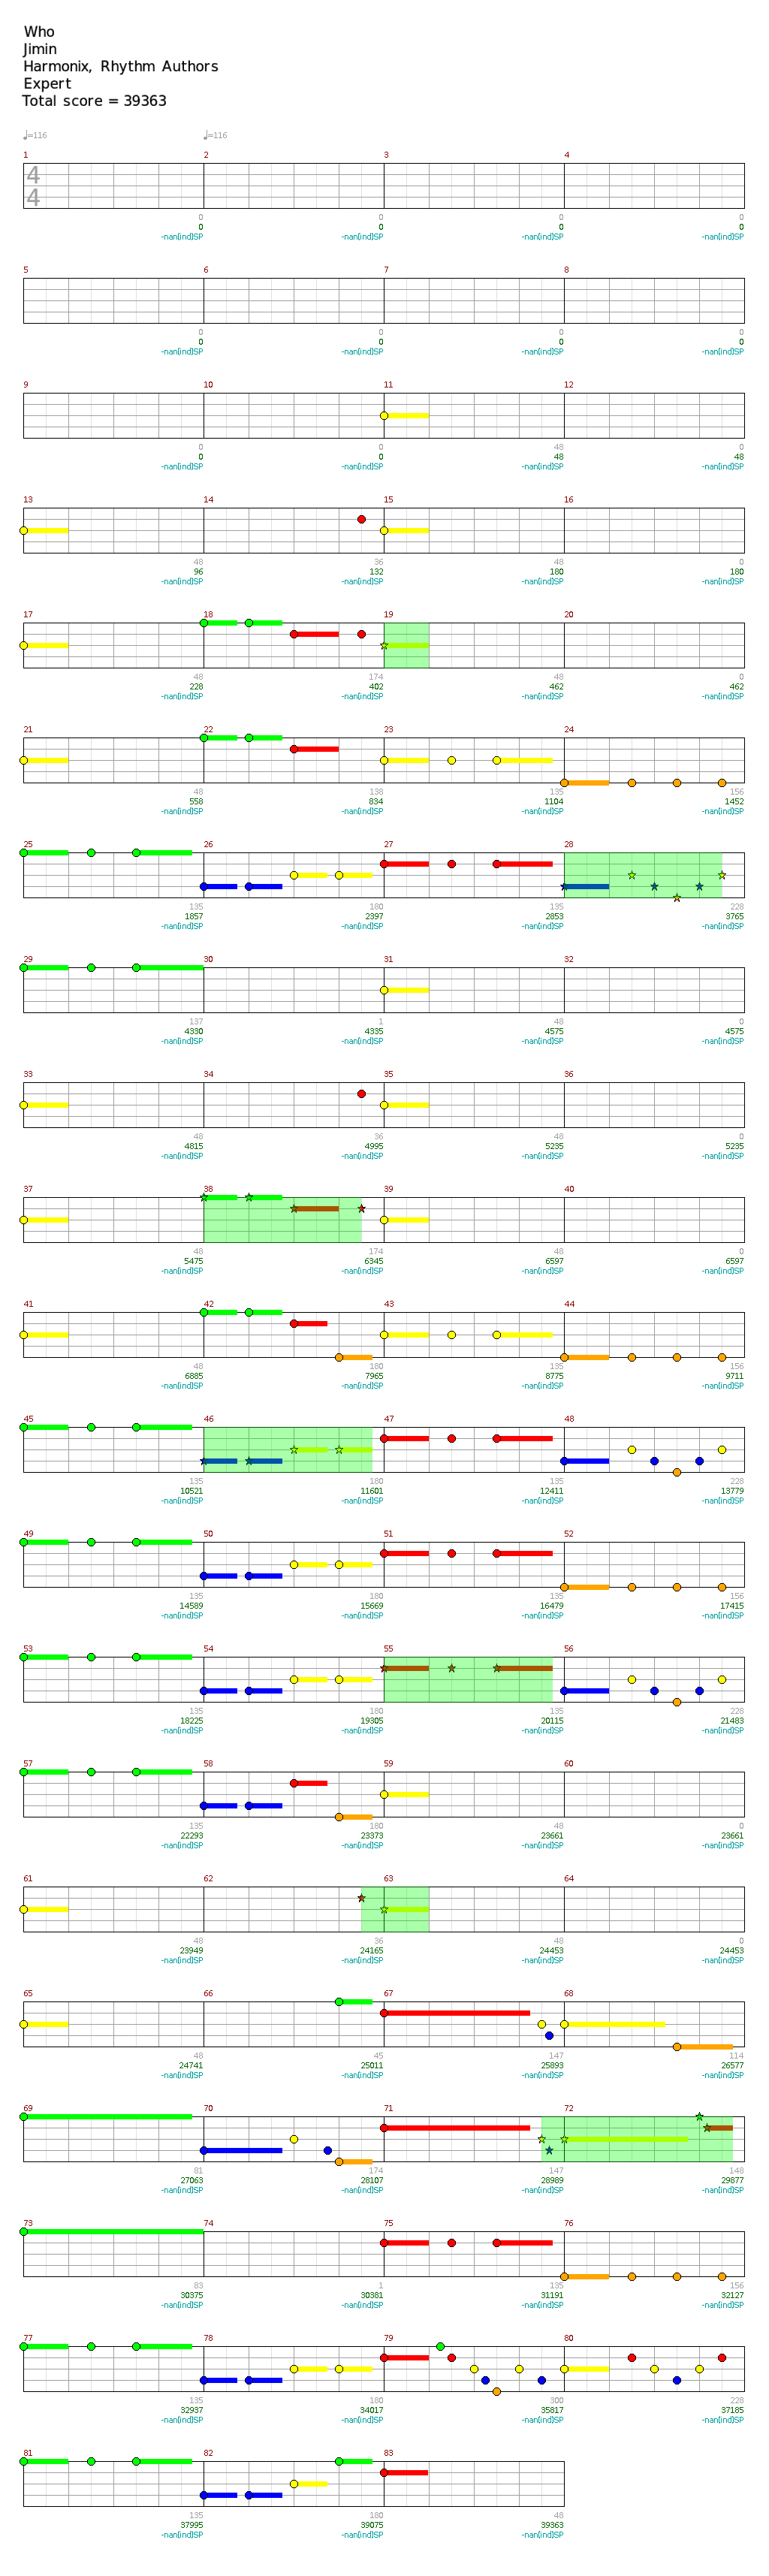 Who
Jimin
Harmonix, Rhythm Authors
Expert
Total score = 39363
♩=116 ♩=116
1 2 3 4
4
4
0 0 0 0
0 0 0 0
-nan(ind)SP -nan(ind)SP -nan(ind)SP -nan(ind)SP
5 6 7 8
0 0 0 0
0 0 0 0
-nan(ind)SP -nan(ind)SP -nan(ind)SP -nan(ind)SP
9 10 11 12
0 0 48 48
0 0 48 48
-nan(ind)SP -nan(ind)SP -nan(ind)SP -nan(ind)SP
13 14 15 16
48 36 48 0
96 132 180 180
-nan(ind)SP -nan(ind)SP -nan(ind)SP -nan(ind)SP
17 18 19 20
48 174 48 0
228 402 462 462
-nan(ind)SP -nan(ind)SP -nan(ind)SP -nan(ind)SP
21 22 23 24
48 138 135 156
558 834 1104 1452
-nan(ind)SP -nan(ind)SP -nan(ind)SP -nan(ind)SP
25 26 27 28
135 180 135 228
1857 2397 2853 3765
-nan(ind)SP -nan(ind)SP -nan(ind)SP -nan(ind)SP
29 30 31 32
137 1 48 0
4330 4335 4575 4575
-nan(ind)SP -nan(ind)SP -nan(ind)SP -nan(ind)SP
33 34 35 36
48 36 48 0
4815 4995 5235 5235
-nan(ind)SP -nan(ind)SP -nan(ind)SP -nan(ind)SP
37 38 39 40
48 174 48 0
5475 6345 6597 6597
-nan(ind)SP -nan(ind)SP -nan(ind)SP -nan(ind)SP
41 42 43 44
48 180 135 156
6885 7965 8775 9711
-nan(ind)SP -nan(ind)SP -nan(ind)SP -nan(ind)SP
45 46 47 48
135 180 135 228
10521 11601 12411 13779
-nan(ind)SP -nan(ind)SP -nan(ind)SP -nan(ind)SP
49 50 51 52
135 180 135 156
14589 15669 16479 17415
-nan(ind)SP -nan(ind)SP -nan(ind)SP -nan(ind)SP
53 54 55 56
135 180 135 228
18225 19305 20115 21483
-nan(ind)SP -nan(ind)SP -nan(ind)SP -nan(ind)SP
57 58 59 60
135 180 48 0
22293 23373 23661 23661
-nan(ind)SP -nan(ind)SP -nan(ind)SP -nan(ind)SP
61 62 63 64
48 36 48 0
23949 24165 24453 24453
-nan(ind)SP -nan(ind)SP -nan(ind)SP -nan(ind)SP
65 66 67 68
48 45 147 114
24741 25011 25893 26577
-nan(ind)SP -nan(ind)SP -nan(ind)SP -nan(ind)SP
69 70 71 72
81 174 147 148
27063 28107 28989 29877
-nan(ind)SP -nan(ind)SP -nan(ind)SP -nan(ind)SP
73 74 75 76
83 1 135 156
30375 30381 31191 32127
-nan(ind)SP -nan(ind)SP -nan(ind)SP -nan(ind)SP
77 78 79 80
135 180 300 228
32937 34017 35817 37185
-nan(ind)SP -nan(ind)SP -nan(ind)SP -nan(ind)SP
81 82 83
135 180 48
37995 39075 39363
-nan(ind)SP -nan(ind)SP -nan(ind)SP